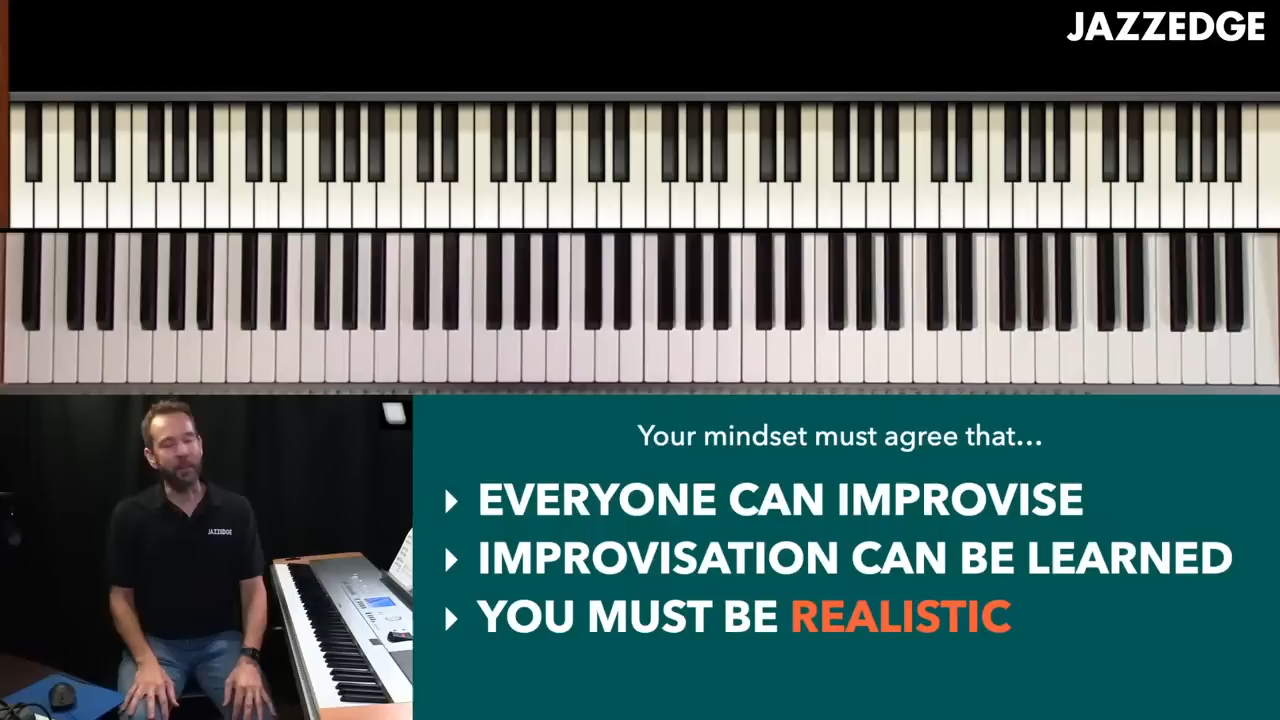 JAZZEDGE
Your mindset must agree that...
EVERYONE CAN IMPROVISE
IMPROVISATION CAN BE LEARNED
YOU MUST BE REALISTIC
JAZZEDGE